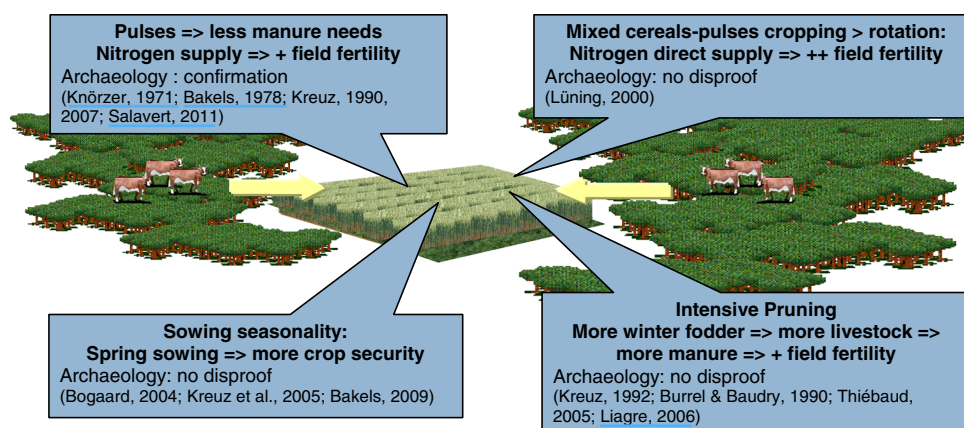 Pulses => less manure needs
Nitrogen supply => + field fertility
Archaeology : confirmation
(Knörzer, 1971; Bakels, 1978; Kreuz, 1990,
2007; Salavert, 2011)
Mixed cereals-pulses cropping > rotation:
Nitrogen direct supply => ++ field fertility
Archaeology: no disproof
(Lüning, 2000)
Sowing seasonality:
Spring sowing => more crop security
Archaeology: no disproof
(Bogaard, 2004; Kreuz et al., 2005; Bakels, 2009)
Intensive Pruning
More winter fodder => more livestock =>
more manure => + field fertility
Archaeology: no disproof
(Kreuz, 1992; Burrel & Baudry, 1990; Thiébaud,
2005; Liagre, 2006)